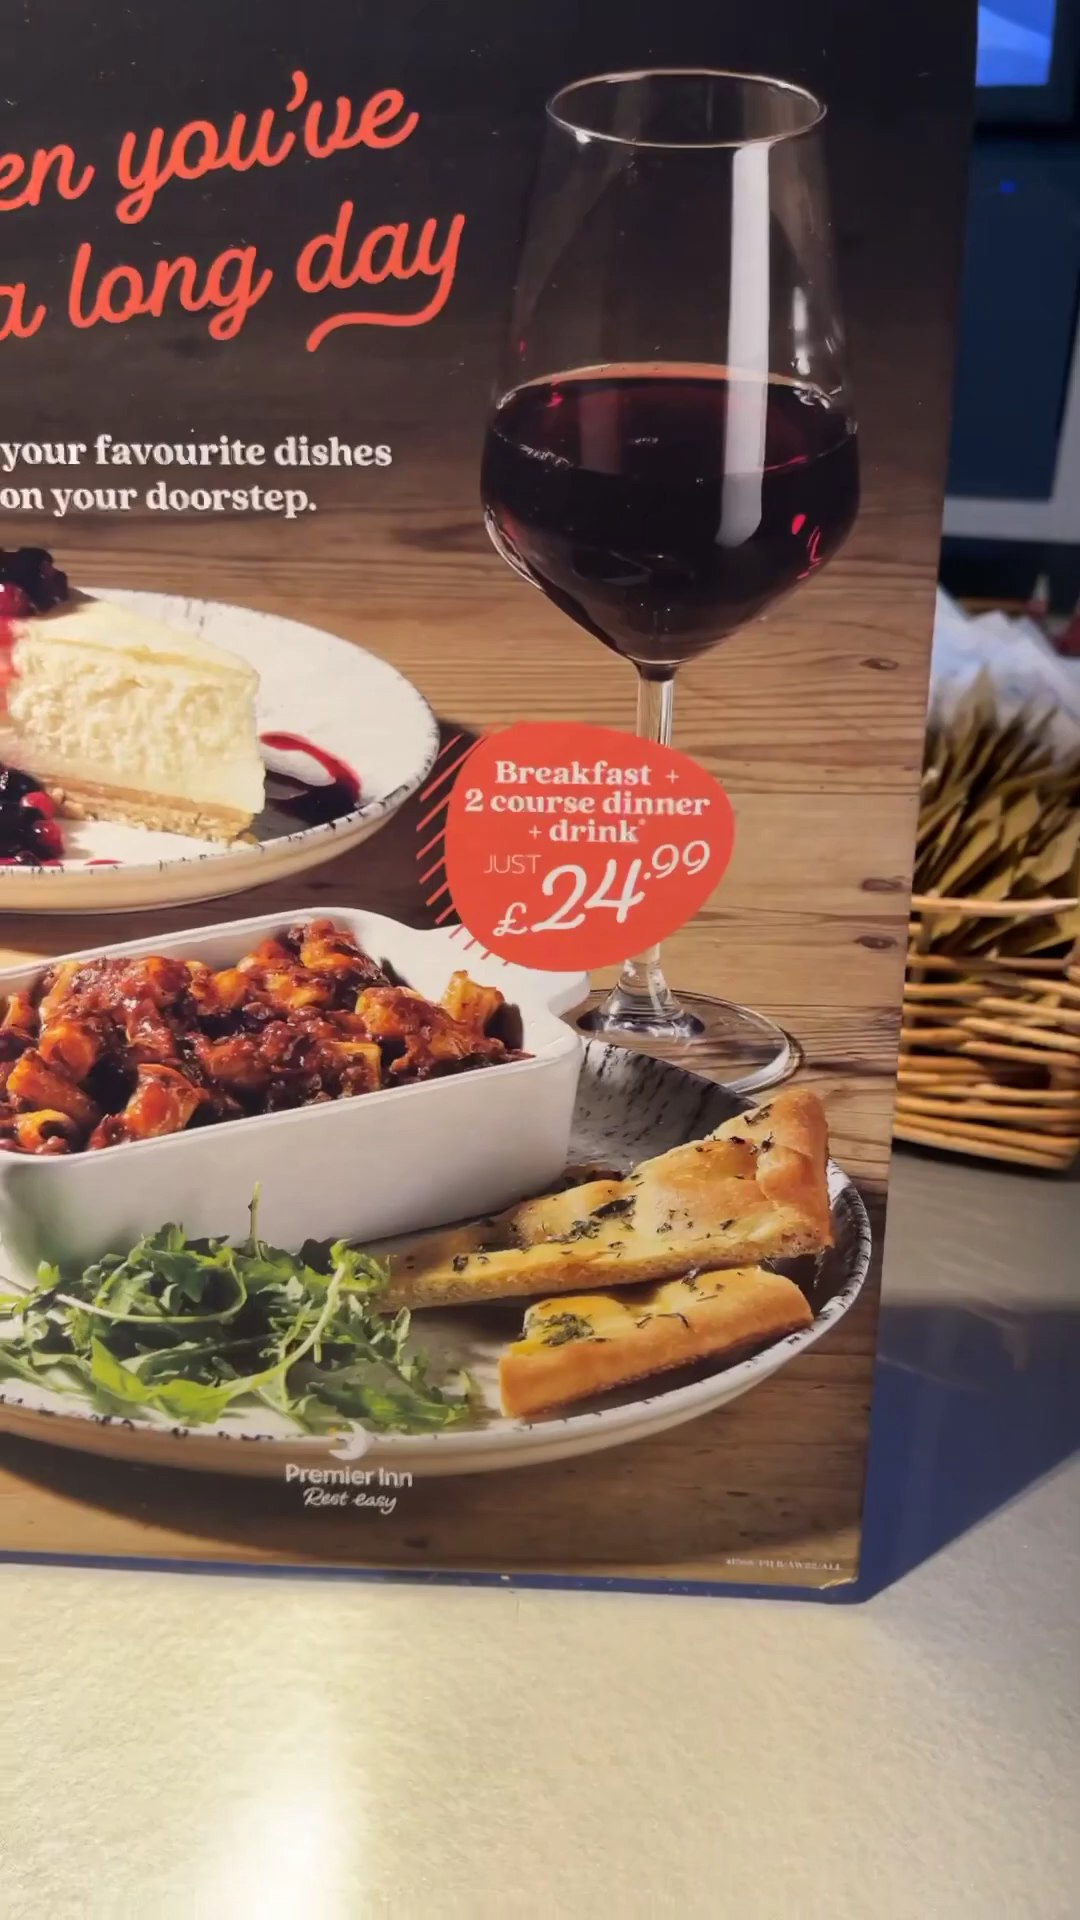 en you've
a long day
your favourite dishes
on your doorstep.
Breakfast +
2 course dinner
+ drink*
JUST
£24.99
Premier Inn
Rest easy